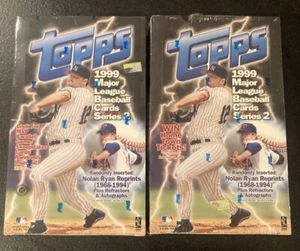 topps
1999
Major
League
Baseball
Cards
Series 2
Randomly Inserted:
Nolan Ryan Reprints
(1968-1994)
Plus Refractors
& Autographs
topps
1999
Major
League
Baseball
Cards
Series 2
WIN
Randomly Inserted:
Nolan Ryan Reprints
(1968-1994)
Plus Refractors
& Autographs